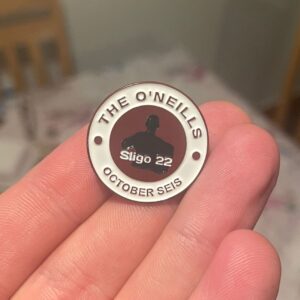 THE O'NEILLS
Sligo 22
OCTOBER SEIS